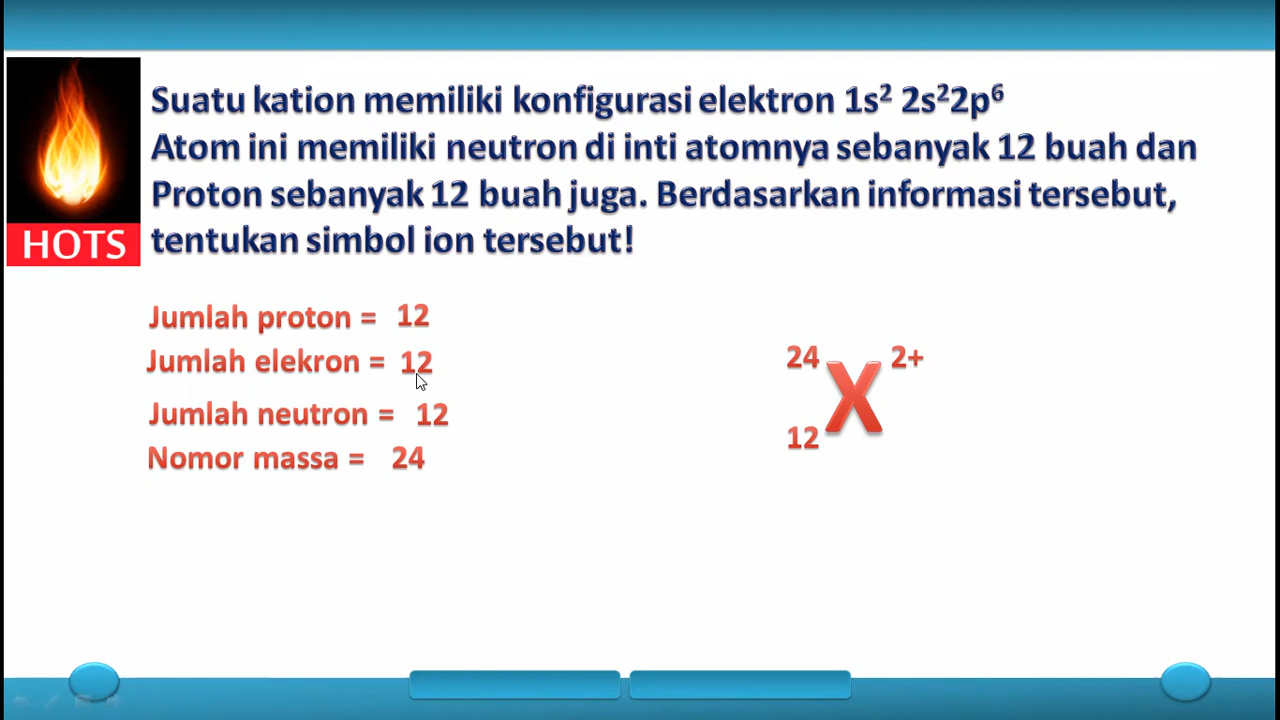 Suatu kation memiliki konfigurasi elektron 1s² 2s²2p⁶
Atom ini memiliki neutron di inti atomnya sebanyak 12 buah dan
Proton sebanyak 12 buah juga. Berdasarkan informasi tersebut,
tentukan simbol ion tersebut!
HOTS
Jumlah proton = 12
Jumlah elekron = 12
Jumlah neutron = 12
Nomor massa = 24
24 2+
X
12